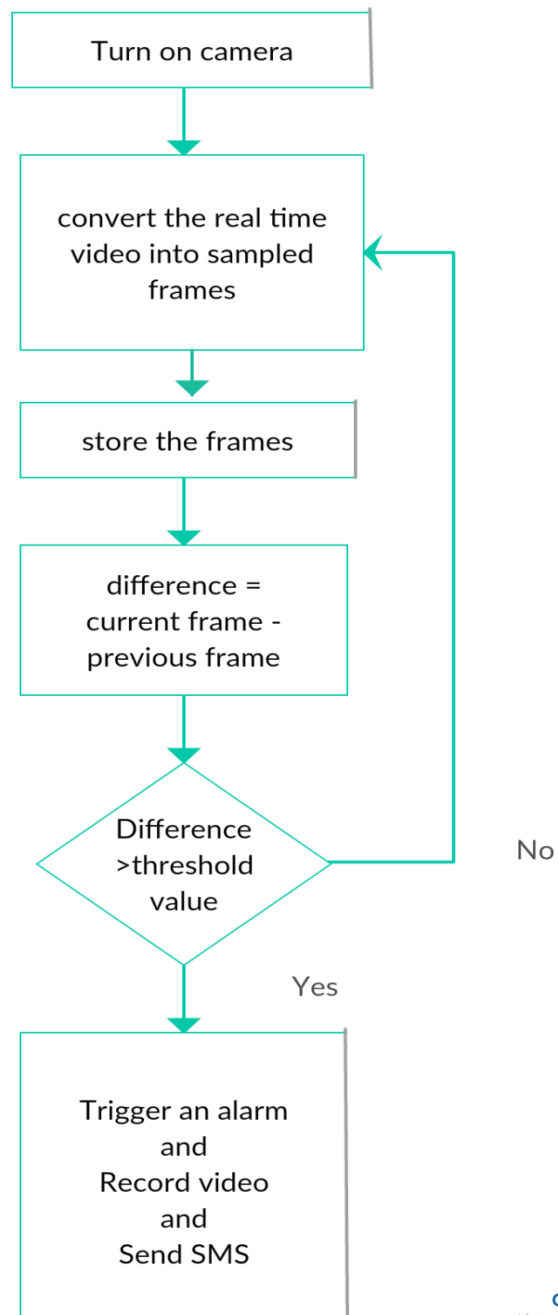 Turn on camera
convert the real time
video into sampled
frames
store the frames
difference =
current frame -
previous frame
Difference
>threshold
value
No
Yes
Trigger an alarm
and
Record video
and
Send SMS